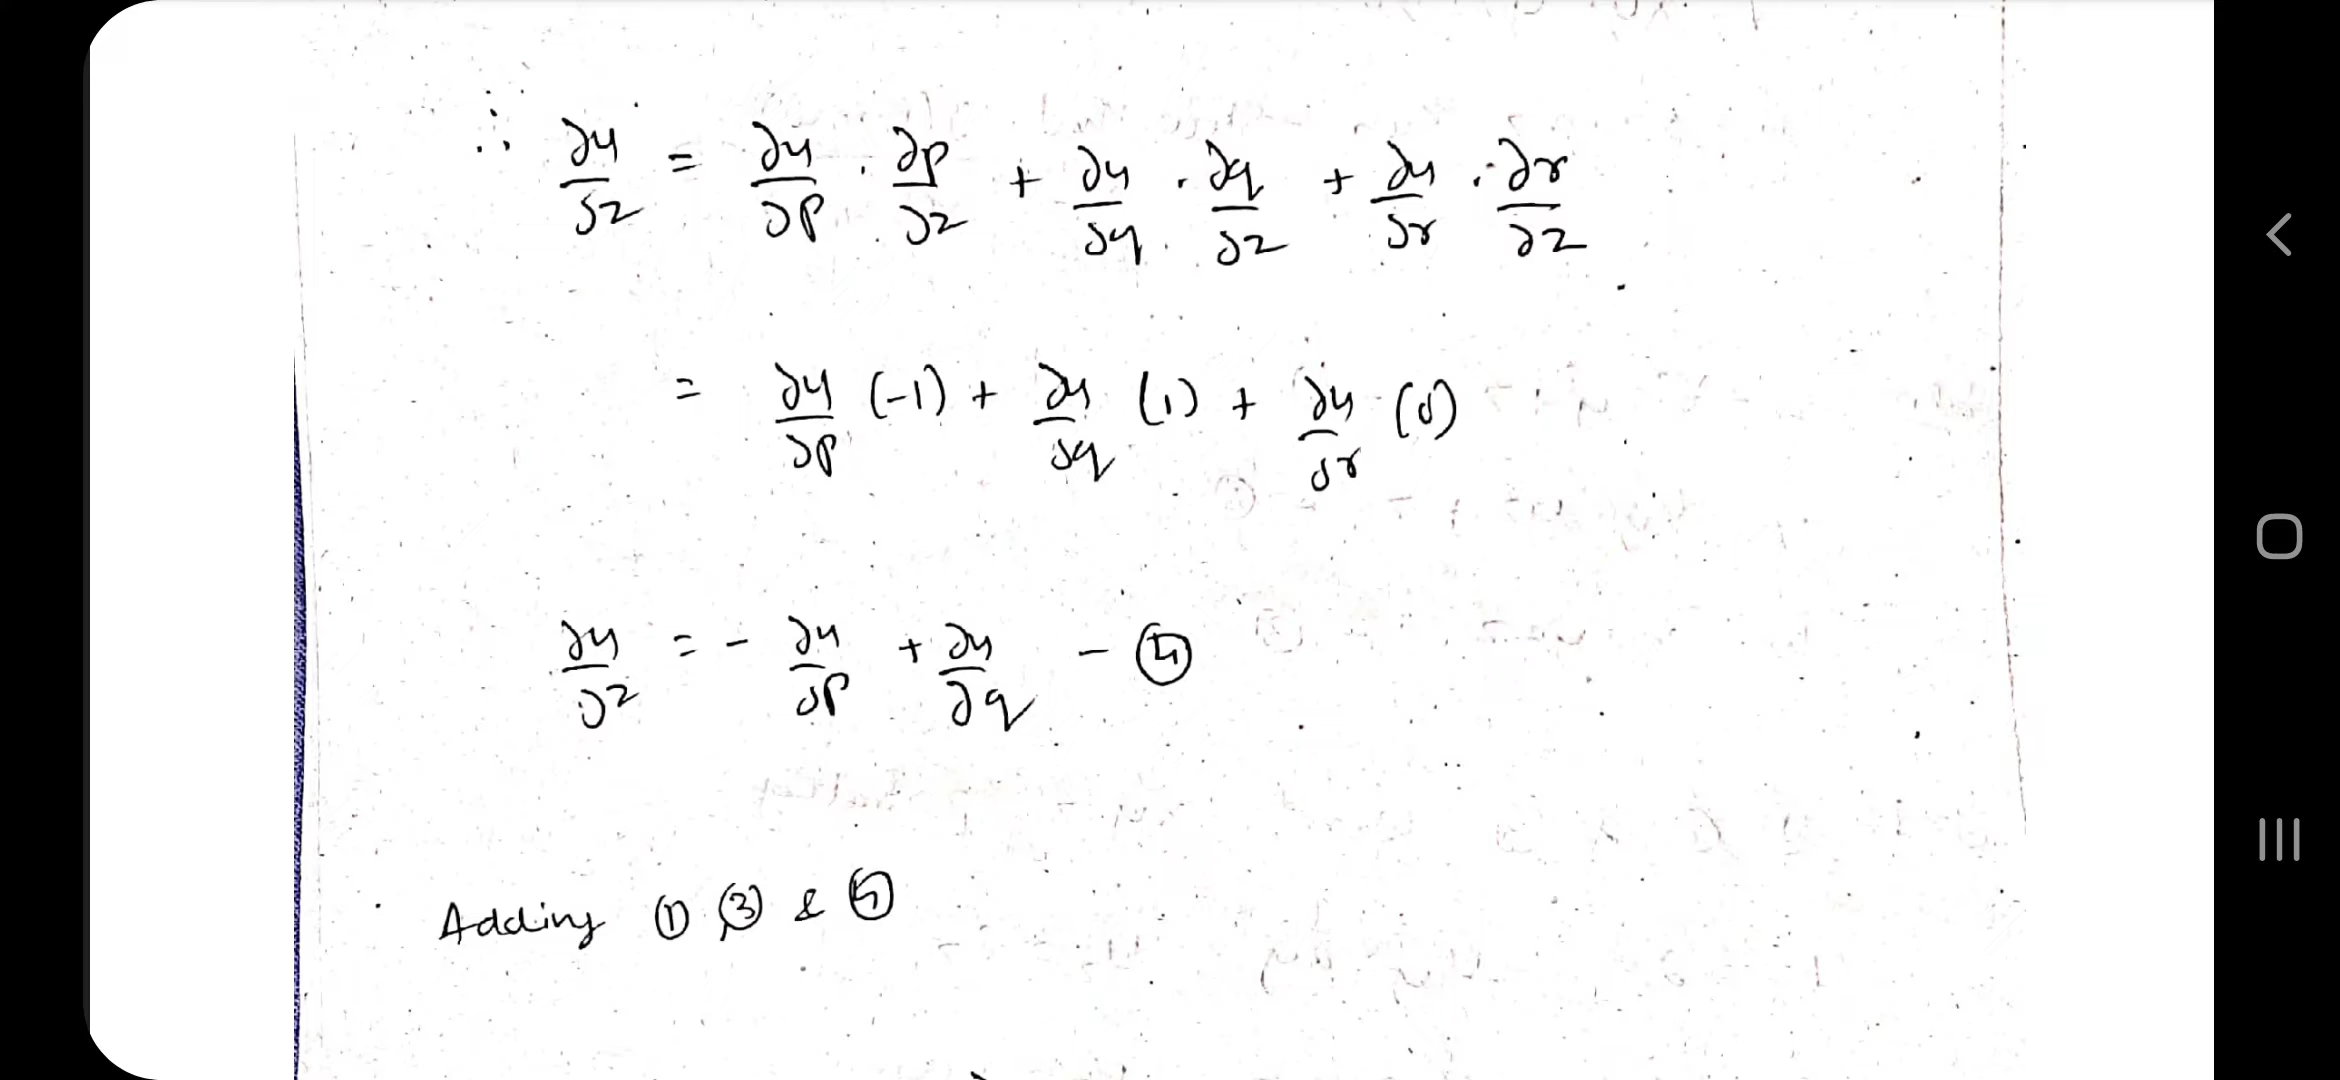 ∴ ∂u/∂z = ∂u/∂p · ∂p/∂z + ∂u/∂q · ∂q/∂z + ∂u/∂r · ∂r/∂z
= ∂u/∂p (-1) + ∂u/∂q (1) + ∂u/∂r (0)
∂u/∂z = - ∂u/∂p + ∂u/∂q - ⑤
Adding ① ③ & ⑤